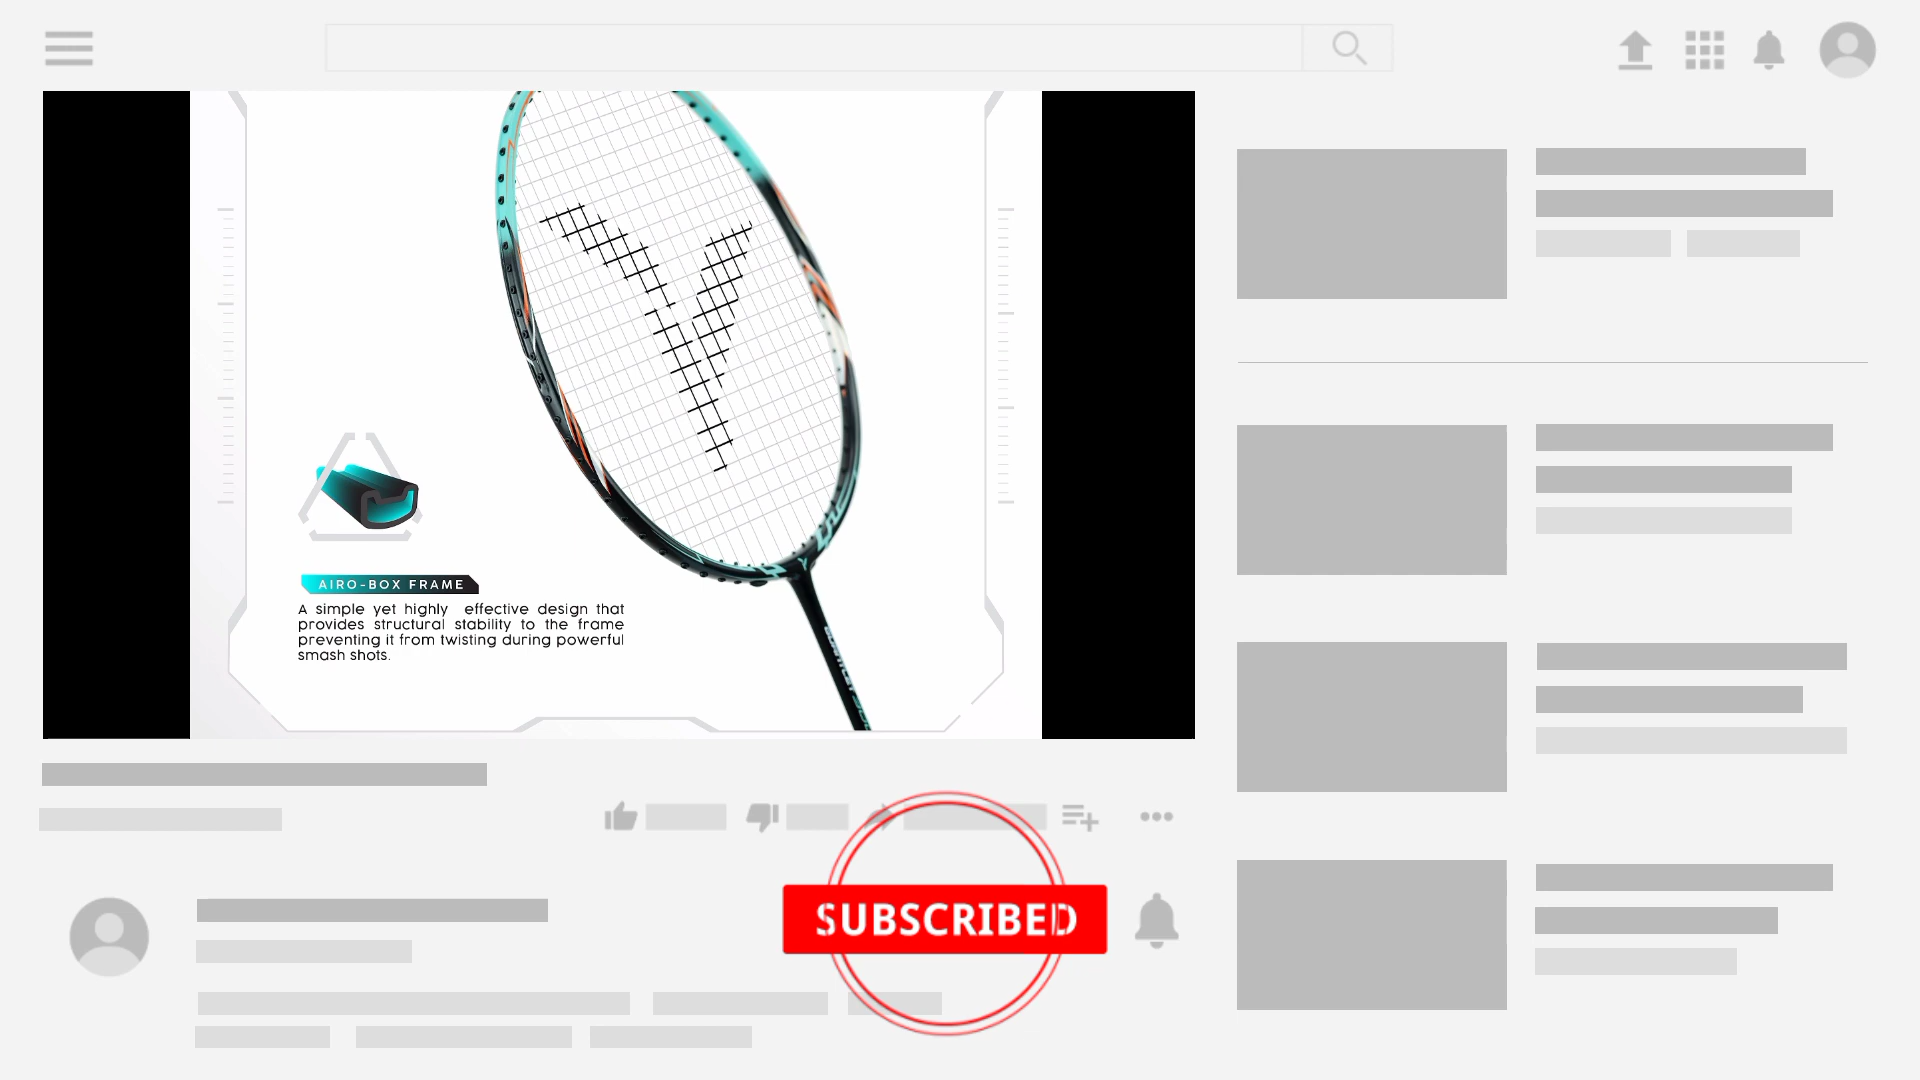 AIRO-BOX FRAME
A simple yet highly effective design that
provides structural stability to the frame
preventing it from twisting during powerful
smash shots.
SUBSCRIBED